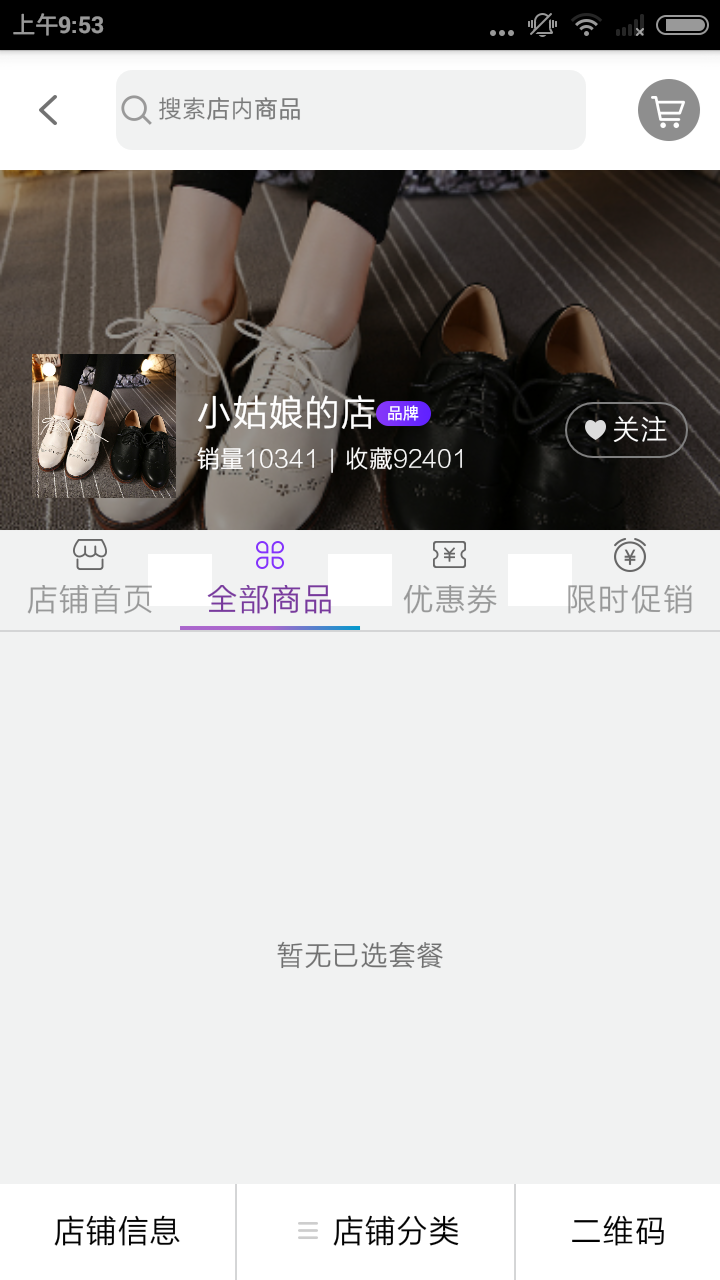 上午9:53
搜索店内商品
小姑娘的店 品牌
销量10341 | 收藏92401
关注
店铺首页 全部商品 优惠券 限时促销
暂无已选套餐
店铺信息 店铺分类 二维码